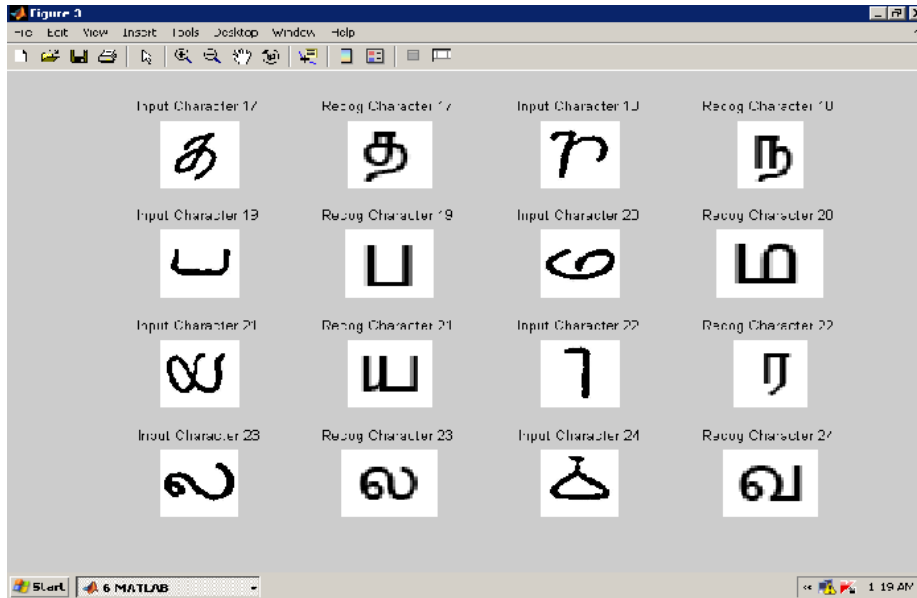 Figure 3
File Edit View Insert Tools Desktop Window Help
Input Character 17 Recog Character 17 Input Character 18 Recog Character 18
த ந
Input Character 19 Recog Character 19 Input Character 20 Recog Character 20
ப ம
Input Character 21 Recog Character 21 Input Character 22 Recog Character 22
ய ர
Input Character 23 Recog Character 23 Input Character 24 Recog Character 24
ல வ
Start 6 MATLAB 1:19 AM